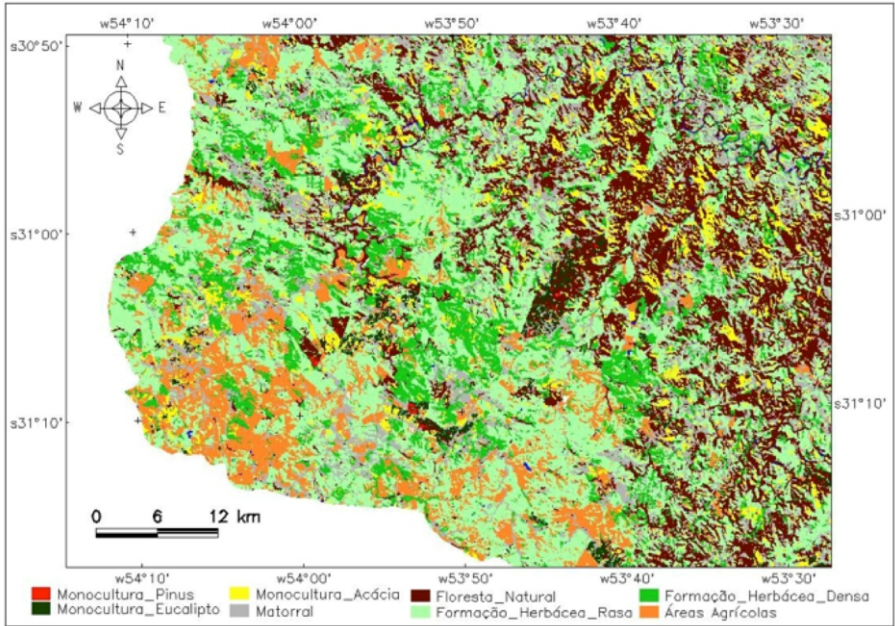 w54°10' w54°00' w53°50' w53°40' w53°30'
s30°50'
N
W E
S
s31°00' s31°00'
s31°10'
s31°10'
0 6 12 km
w54°10' w54°00' w53°50' w53°40' w53°30'
Monocultura_Pinus Monocultura_Acácia Floresta_Natural Formação_Herbácea_Densa
Monocultura_Eucalipto Matorral Formação_Herbácea_Rasa Áreas Agrícolas